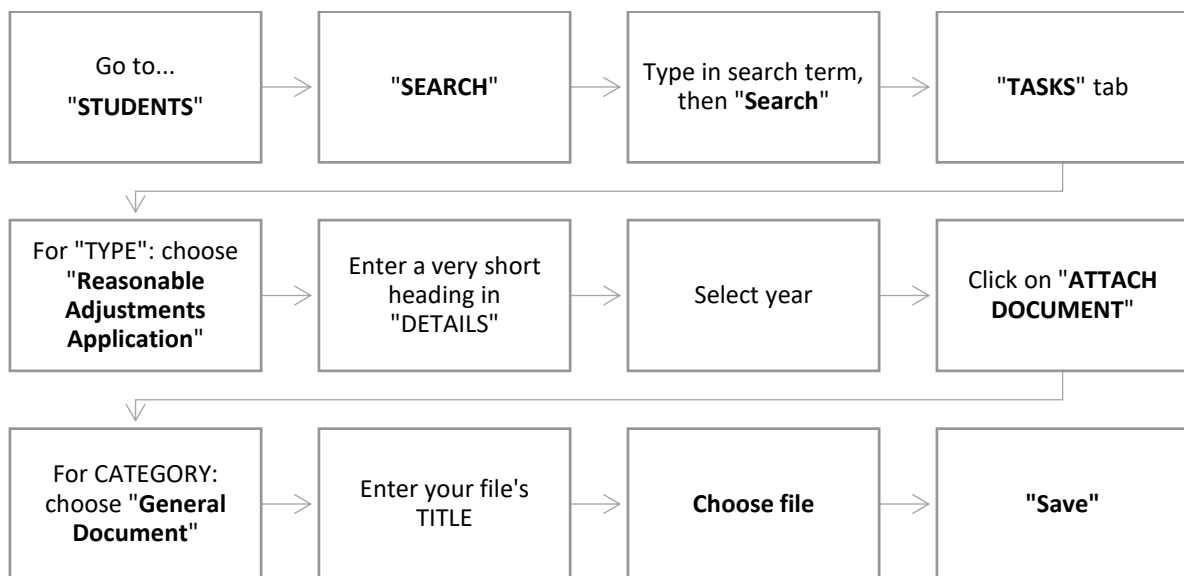 Go to...
"STUDENTS"
"SEARCH"
Type in search term,
then "Search"
"TASKS" tab
For "TYPE": choose
"Reasonable
Adjustments
Application"
Enter a very short
heading in
"DETAILS"
Select year
Click on "ATTACH
DOCUMENT"
For CATEGORY:
choose "General
Document"
Enter your file's
TITLE
Choose file
"Save"